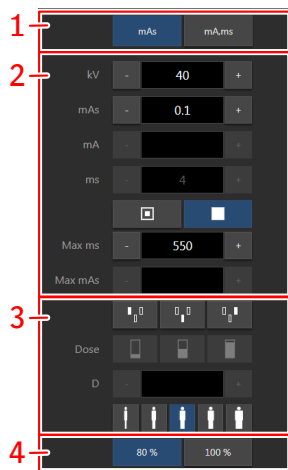 1 mAs mA,ms
2 kV - 40 +
mAs - 0.1 +
mA - +
ms - 4 +
Max ms - 550 +
Max mAs - +
3
Dose
D - +
4 80 % 100 %